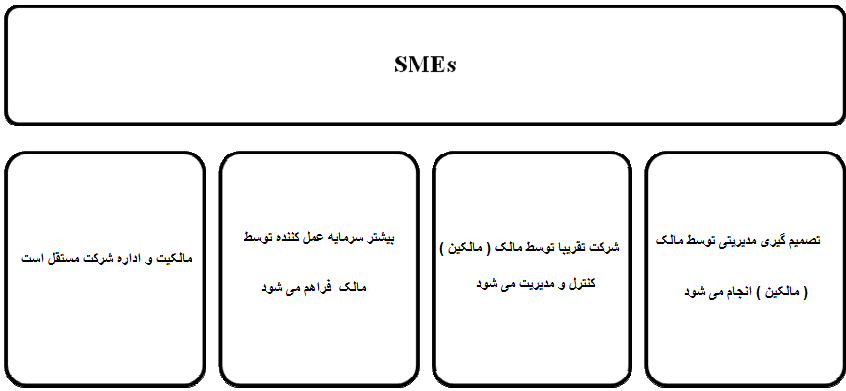 SMEs
تصمیم گیری مدیریتی توسط مالک
( مالکین ) انجام می شود
شرکت تقریبا توسط مالک ( مالکین )
کنترل و مدیریت می شود
بیشتر سرمایه عمل کننده توسط
مالک فراهم می شود
مالکیت و اداره شرکت مستقل است